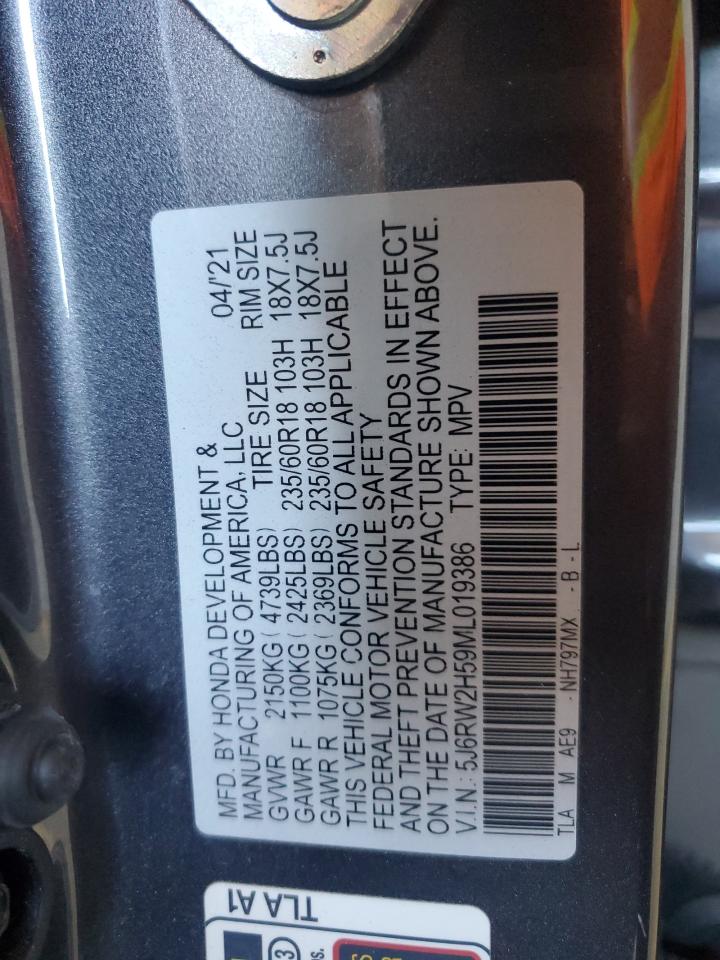 MFD. BY HONDA DEVELOPMENT &
MANUFACTURING OF AMERICA, LLC 04/'21
GVWR 2150KG ( 4739LBS) TIRE SIZE RIM SIZE
GAWR F 1100KG ( 2425LBS) 235/60R18 103H 18X7.5J
GAWR R 1075KG ( 2369LBS) 235/60R18 103H 18X7.5J
THIS VEHICLE CONFORMS TO ALL APPLICABLE
FEDERAL MOTOR VEHICLE SAFETY
AND THEFT PREVENTION STANDARDS IN EFFECT
ON THE DATE OF MANUFACTURE SHOWN ABOVE.
V.I.N.: 5J6RW2H59ML019386 TYPE: MPV
TLA M AE9 - NH797MX - B - L
TLA A1